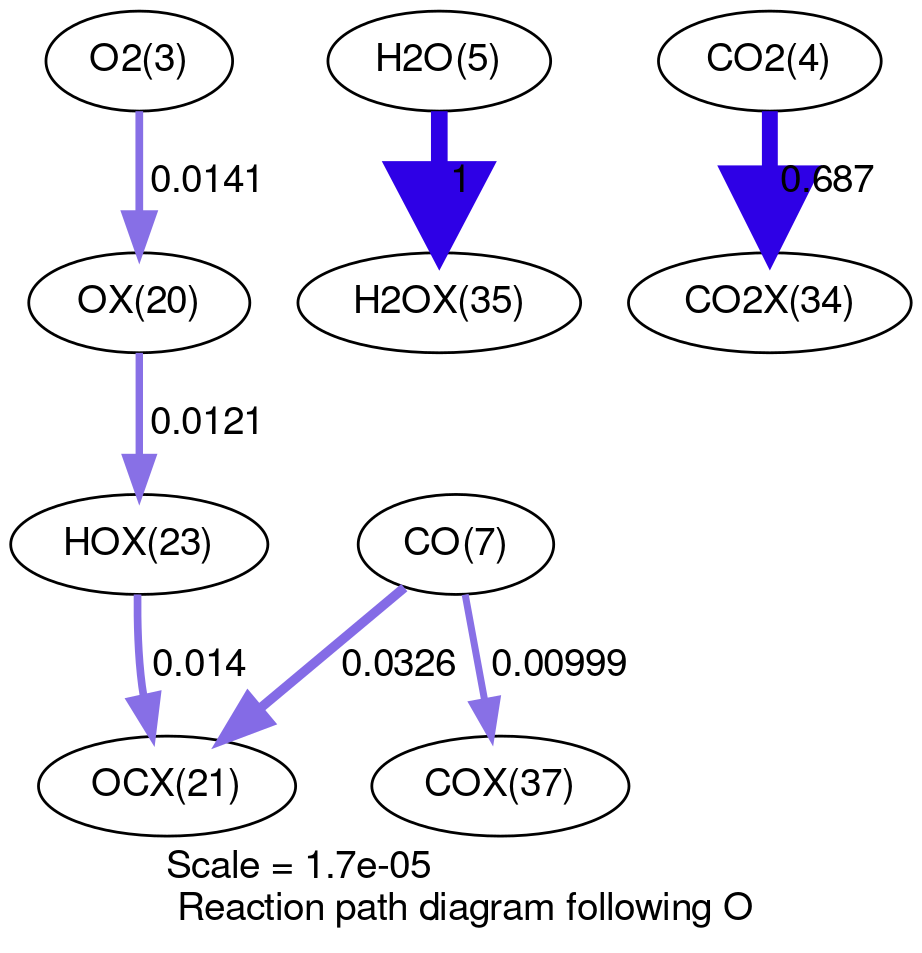 O2(3)
H2O(5)
CO2(4)
0.0141
1
0.687
OX(20)
H2OX(35)
CO2X(34)
0.0121
HOX(23)
CO(7)
0.014
0.0326
0.00999
OCX(21)
COX(37)
Scale = 1.7e-05
Reaction path diagram following O